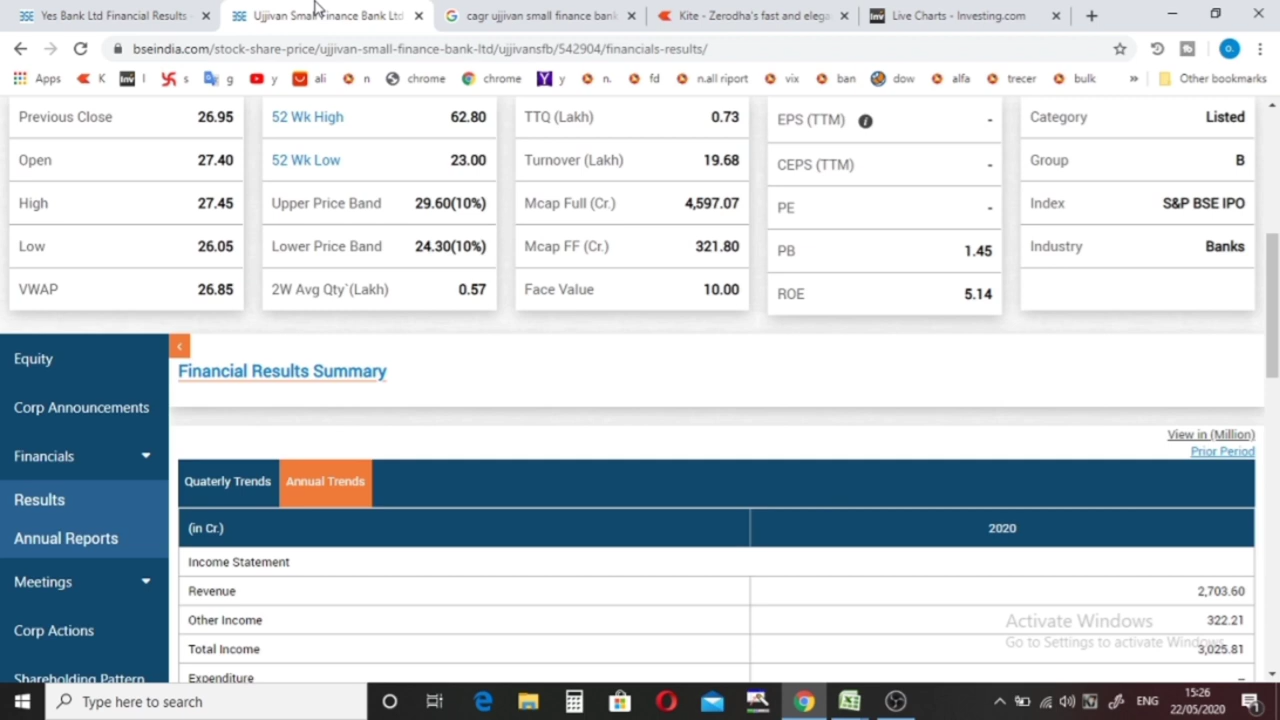 Yes Bank Ltd Financial Results -
Ujjivan Small Finance Bank Ltd
cagr ujjivan small finance bank
Kite - Zerodha's fast and elega
Live Charts - Investing.com
bseindia.com/stock-share-price/ujjivan-small-finance-bank-ltd/ujjivansfb/542904/financials-results/
Apps K I s g y ali n chrome chrome y n. fd n.all riport vix ban dow alfa trecer bulk » Other bookmarks
Previous Close 26.95
Open 27.40
High 27.45
Low 26.05
VWAP 26.85
52 Wk High 62.80
52 Wk Low 23.00
Upper Price Band 29.60(10%)
Lower Price Band 24.30(10%)
2W Avg Qty`(Lakh) 0.57
TTQ (Lakh) 0.73
Turnover (Lakh) 19.68
Mcap Full (Cr.) 4,597.07
Mcap FF (Cr.) 321.80
Face Value 10.00
EPS (TTM) -
CEPS (TTM) -
PE -
PB 1.45
ROE 5.14
Category Listed
Group B
Index S&P BSE IPO
Industry Banks
Equity
Corp Announcements
Financials
Results
Annual Reports
Meetings
Corp Actions
Shareholding Pattern
Financial Results Summary
View in (Million)
Prior Period
Quaterly Trends Annual Trends
(in Cr.) 2020
Income Statement
Revenue 2,703.60
Other Income 322.21
Total Income 3,025.81
Expenditure --
Activate Windows
Go to Settings to activate Windows.
Type here to search
ENG
15:26
22/05/2020
1